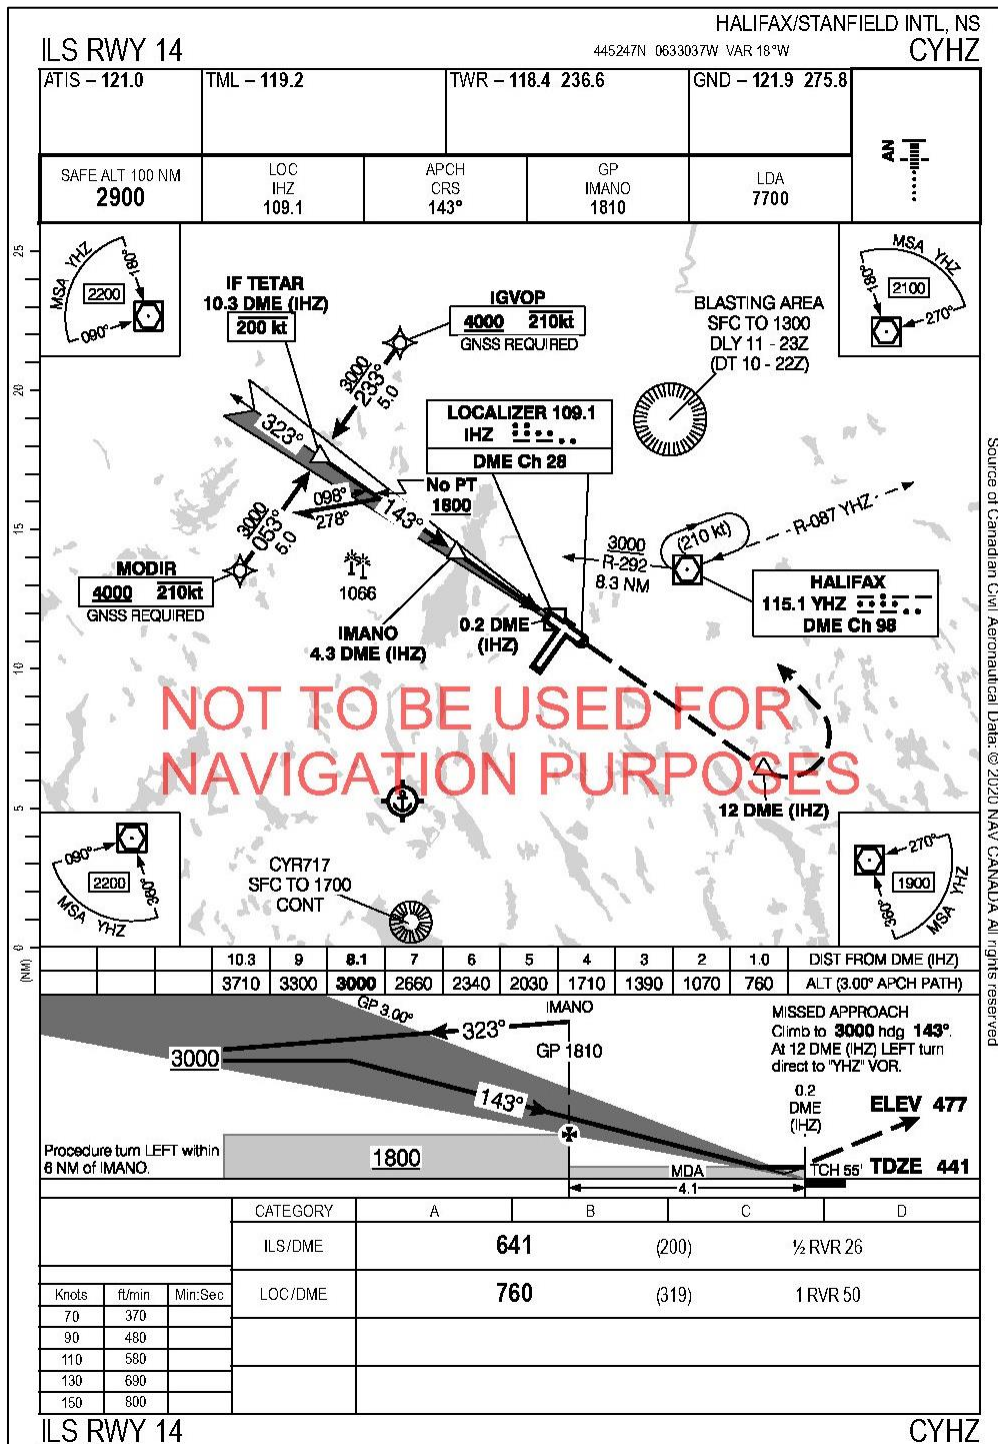 HALIFAX/STANFIELD INTL, NS
ILS RWY 14
445247N 0633037W VAR 18°W
CYHZ
ATIS – 121.0
TML – 119.2
TWR – 118.4 236.6
GND – 121.9 275.8
AN
SAFE ALT 100 NM
2900
LOC
IHZ
109.1
APCH
CRS
143°
GP
IMANO
1810
LDA
7700
25
20
15
10
5
0
(NM)
MSA YHZ
180°
2200
090°
MSA YHZ
180°
2100
270°
IF TETAR
10.3 DME (IHZ)
200 kt
IGVOP
4000 210kt
GNSS REQUIRED
3000
233°
5.0
BLASTING AREA
SFC TO 1300
DLY 11 - 23Z
(DT 10 - 22Z)
LOCALIZER 109.1
IHZ
DME Ch 28
323°
No PT
1800
098°
278°
143°
3000
053°
5.0
MODIR
4000 210kt
GNSS REQUIRED
1066
IMANO
4.3 DME (IHZ)
0.2 DME
(IHZ)
3000
R-292
8.3 NM
(210 kt)
R-087 YHZ
HALIFAX
115.1 YHZ
DME Ch 98
NOT TO BE USED FOR
NAVIGATION PURPOSES
12 DME (IHZ)
090°
2200
360°
MSA YHZ
CYR717
SFC TO 1700
CONT
270°
1900
360°
MSA YHZ
10.3 9 8.1 7 6 5 4 3 2 1.0 DIST FROM DME (IHZ)
3710 3300 3000 2660 2340 2030 1710 1390 1070 760 ALT (3.00° APCH PATH)
GP 3.00°
IMANO
323°
GP 1810
3000
143°
MISSED APPROACH
Climb to 3000 hdg 143°.
At 12 DME (IHZ) LEFT turn
direct to "YHZ" VOR.
0.2
DME
(IHZ)
ELEV 477
Procedure turn LEFT within
6 NM of IMANO.
1800
MDA
4.1
TCH 55'
TDZE 441
CATEGORY A B C D
ILS/DME 641 (200) ½ RVR 26
LOC/DME 760 (319) 1 RVR 50
Knots ft/min Min:Sec
70 370
90 480
110 580
130 690
150 800
ILS RWY 14
CYHZ
Source of Canadian Civil Aeronautical Data: © 2020 NAV CANADA All rights reserved